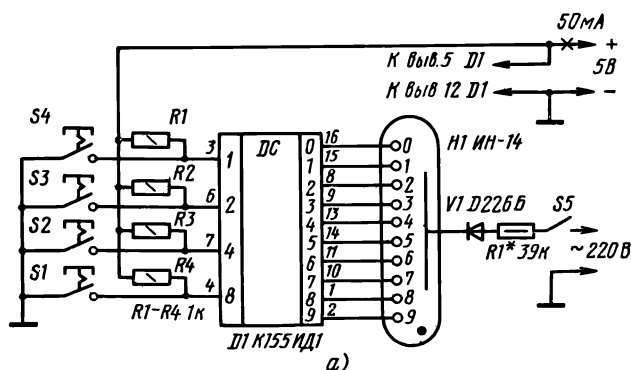 50мА
+
К выв.5 D1
5В
К выв 12 D1
−
S4
R1
3
1
DC
0
16
0
H1 ИН-14
1
15
1
S3
R2
6
2
2
8
2
3
9
3
V1 Д226Б
S5
S2
R3
7
4
4
13
4
5
14
5
6
11
6
R1* 39к
~220В
S1
R4
4
8
7
10
7
8
1
8
9
2
9
R1-R4 1к
D1 К155 ИД1
а)